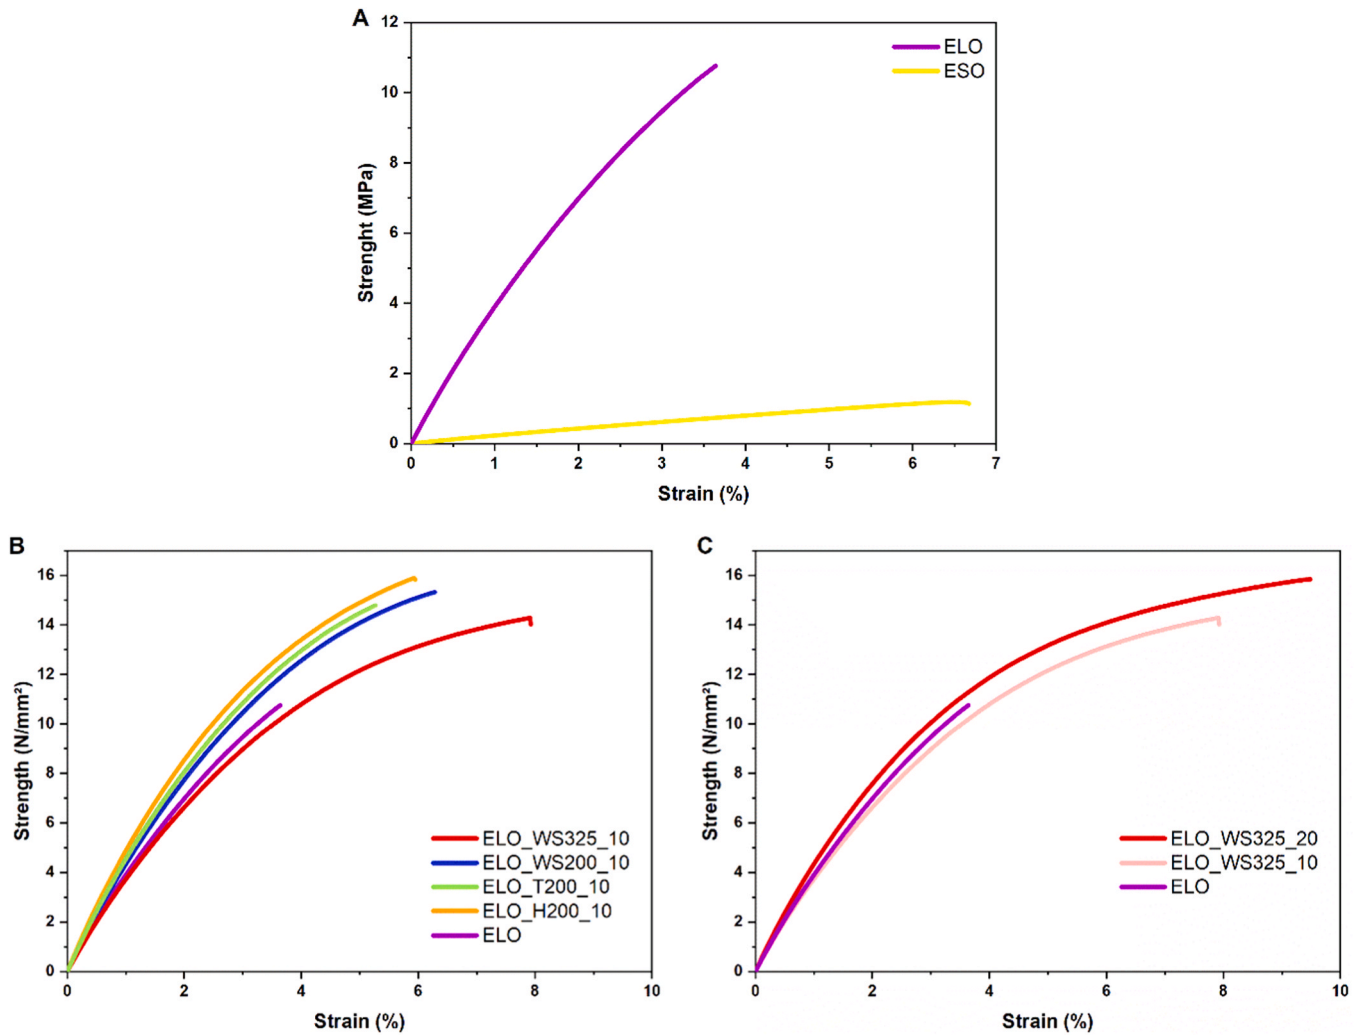 A
12
10
8
6
4
2
0
Strenght (MPa)
ELO
ESO
0 1 2 3 4 5 6 7
Strain (%)
B
16
14
12
10
8
6
4
2
0
Strength (N/mm²)
ELO_WS325_10
ELO_WS200_10
ELO_T200_10
ELO_H200_10
ELO
0 2 4 6 8 10
Strain (%)
C
16
14
12
10
8
6
4
2
0
Strength (N/mm²)
ELO_WS325_20
ELO_WS325_10
ELO
0 2 4 6 8 10
Strain (%)